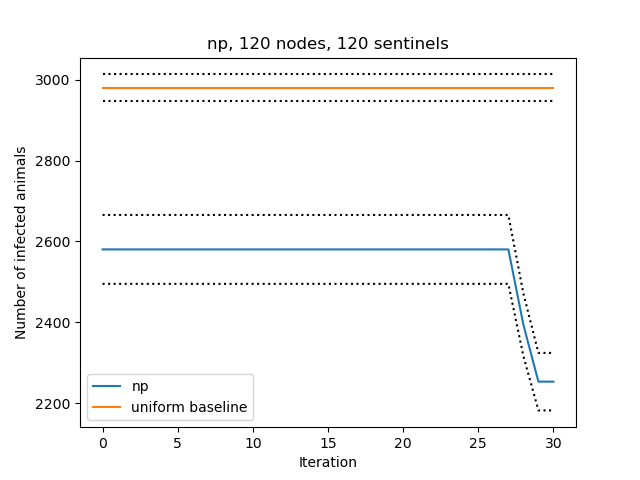 np, 120 nodes, 120 sentinels
3000
2800
2600
2400
2200
Number of infected animals
np
uniform baseline
0 5 10 15 20 25 30
Iteration